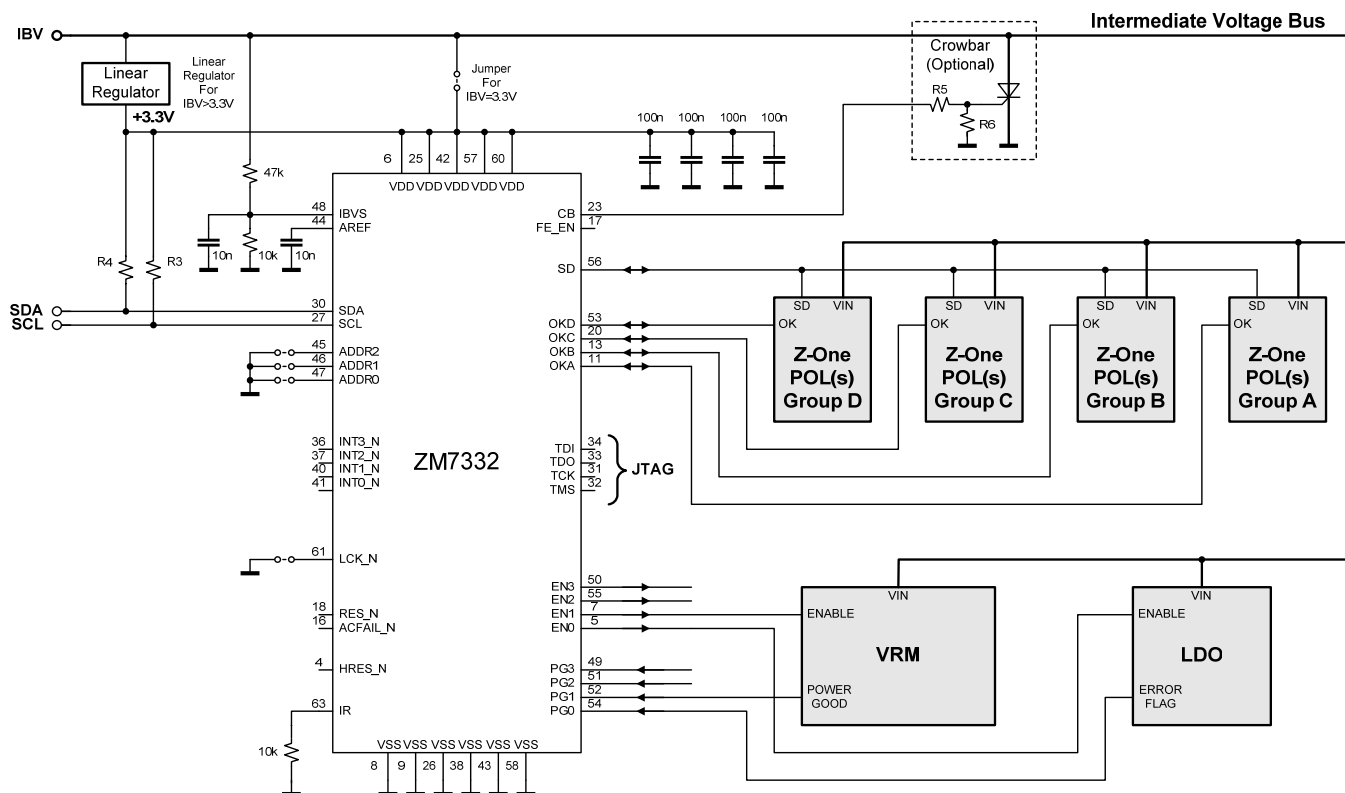 IBV
Intermediate Voltage Bus
Linear
Regulator
+3.3V
Linear
Regulator
For
IBV>3.3V
Jumper
For
IBV=3.3V
Crowbar
(Optional)
R5
R6
100n
100n
100n
100n
47k
10n
10k
10n
R4
R3
SDA
SCL
6
25
42
57
60
VDD
VDD
VDD
VDD
VDD
48
IBVS
44
AREF
30
SDA
27
SCL
45
ADDR2
46
ADDR1
47
ADDR0
36
INT3_N
37
INT2_N
40
INT1_N
41
INT0_N
61
LCK_N
18
RES_N
16
ACFAIL_N
4
HRES_N
63
IR
10k
ZM7332
CB
23
FE_EN
17
SD
56
OKD
53
OKC
20
OKB
13
OKA
11
TDI
34
TDO
33
TCK
31
TMS
32
JTAG
EN3
50
EN2
55
EN1
7
EN0
5
PG3
49
PG2
51
PG1
52
PG0
54
VSS
VSS
VSS
VSS
VSS
VSS
8
9
26
38
43
58
SD
VIN
OK
Z-One
POL(s)
Group D
SD
VIN
OK
Z-One
POL(s)
Group C
SD
VIN
OK
Z-One
POL(s)
Group B
SD
VIN
OK
Z-One
POL(s)
Group A
VIN
ENABLE
VRM
POWER
GOOD
VIN
ENABLE
LDO
ERROR
FLAG